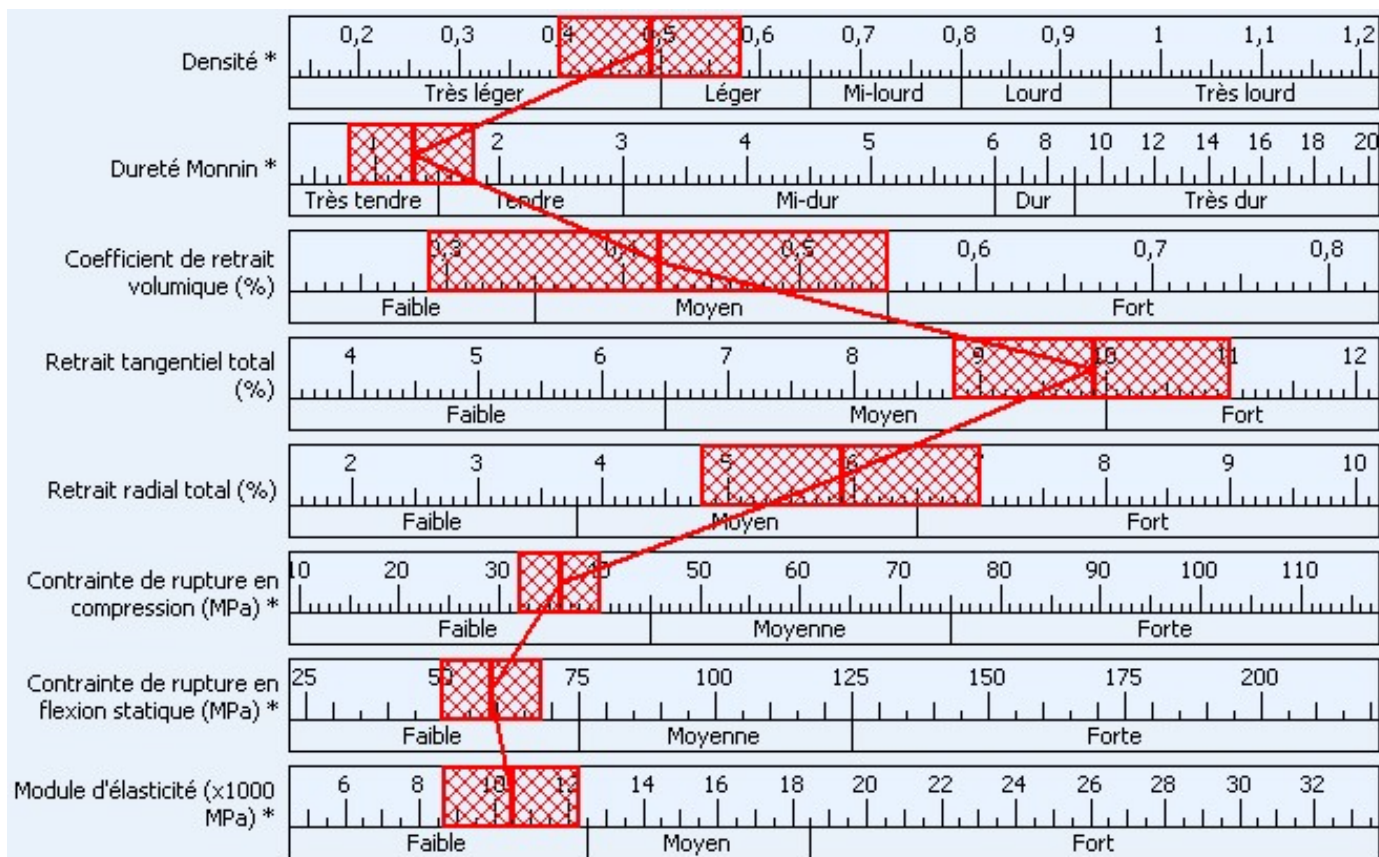 0,2 0,3 0,4 0,5 0,6 0,7 0,8 0,9 1 1,1 1,2
Densité *
Très léger Léger Mi-lourd Lourd Très lourd
1 2 3 4 5 6 8 10 12 14 16 18 20
Dureté Monnin *
Très tendre Tendre Mi-dur Dur Très dur
0,3 0,4 0,5 0,6 0,7 0,8
Coefficient de retrait
volumique (%)
Faible Moyen Fort
4 5 6 7 8 9 10 11 12
Retrait tangentiel total
(%)
Faible Moyen Fort
2 3 4 5 6 7 8 9 10
Retrait radial total (%)
Faible Moyen Fort
10 20 30 40 50 60 70 80 90 100 110
Contrainte de rupture en
compression (MPa) *
Faible Moyenne Forte
25 50 75 100 125 150 175 200
Contrainte de rupture en
flexion statique (MPa) *
Faible Moyenne Forte
6 8 10 12 14 16 18 20 22 24 26 28 30 32
Module d'élasticité (x1000
MPa) *
Faible Moyen Fort